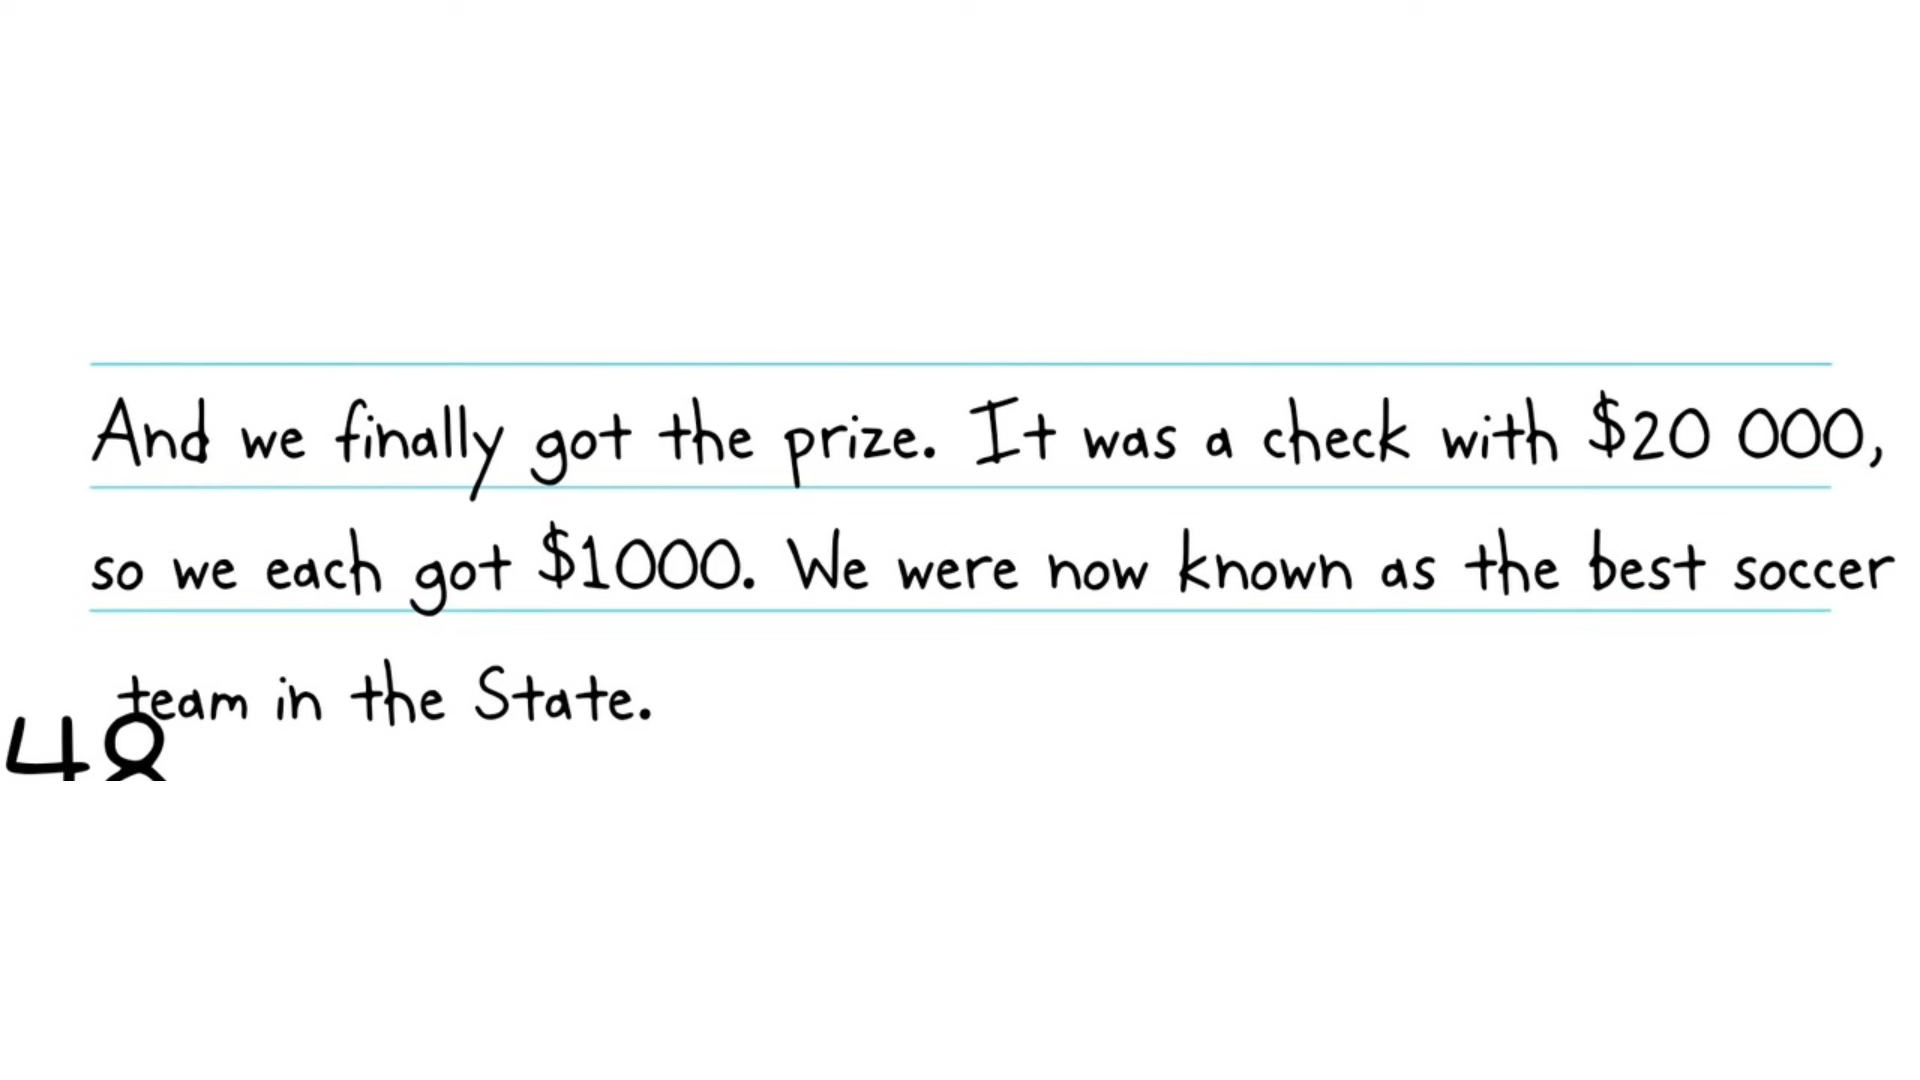 And we finally got the prize. It was a check with $20 000,
so we each got $1000. We were now known as the best soccer
team in the State.
48